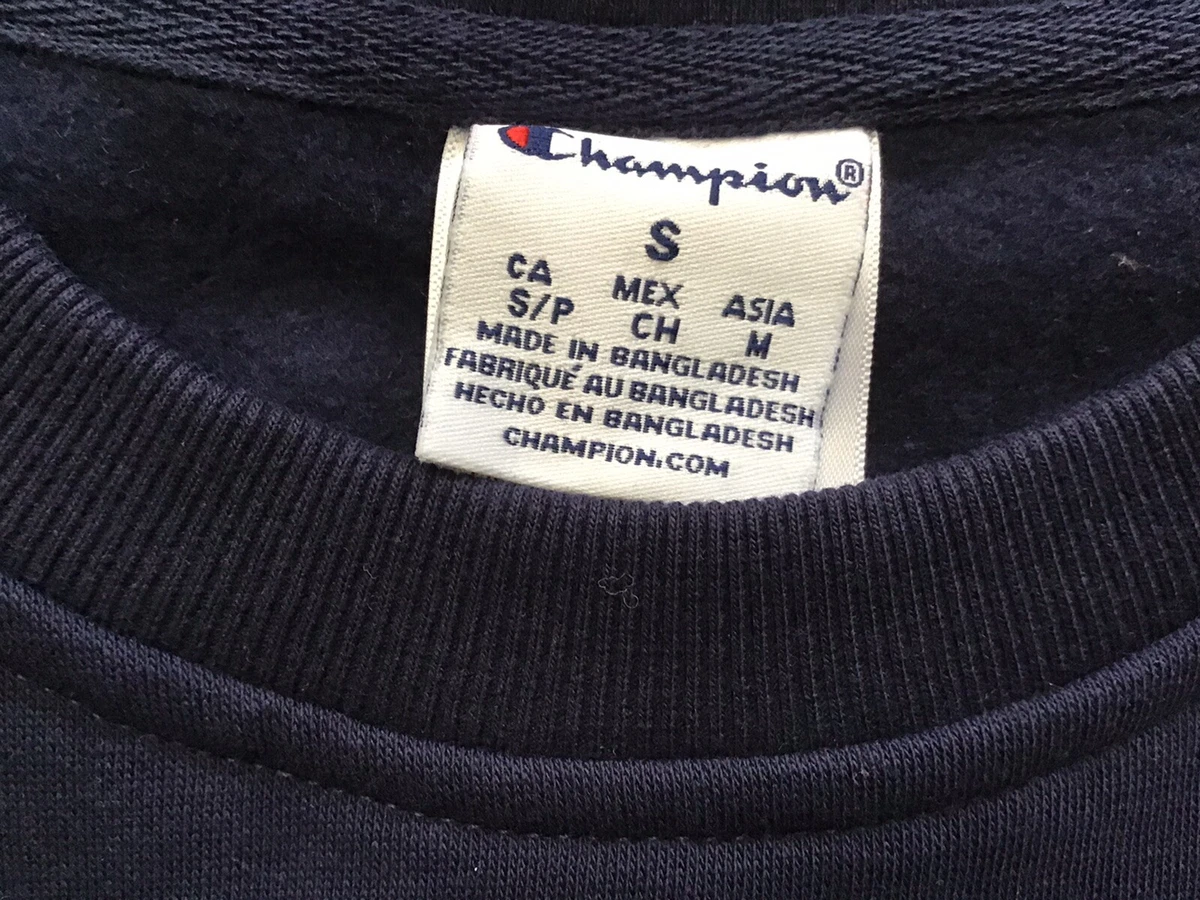 Champion®
S
CA MEX ASIA
S/P CH M
MADE IN BANGLADESH
FABRIQUÉ AU BANGLADESH
HECHO EN BANGLADESH
CHAMPION.COM